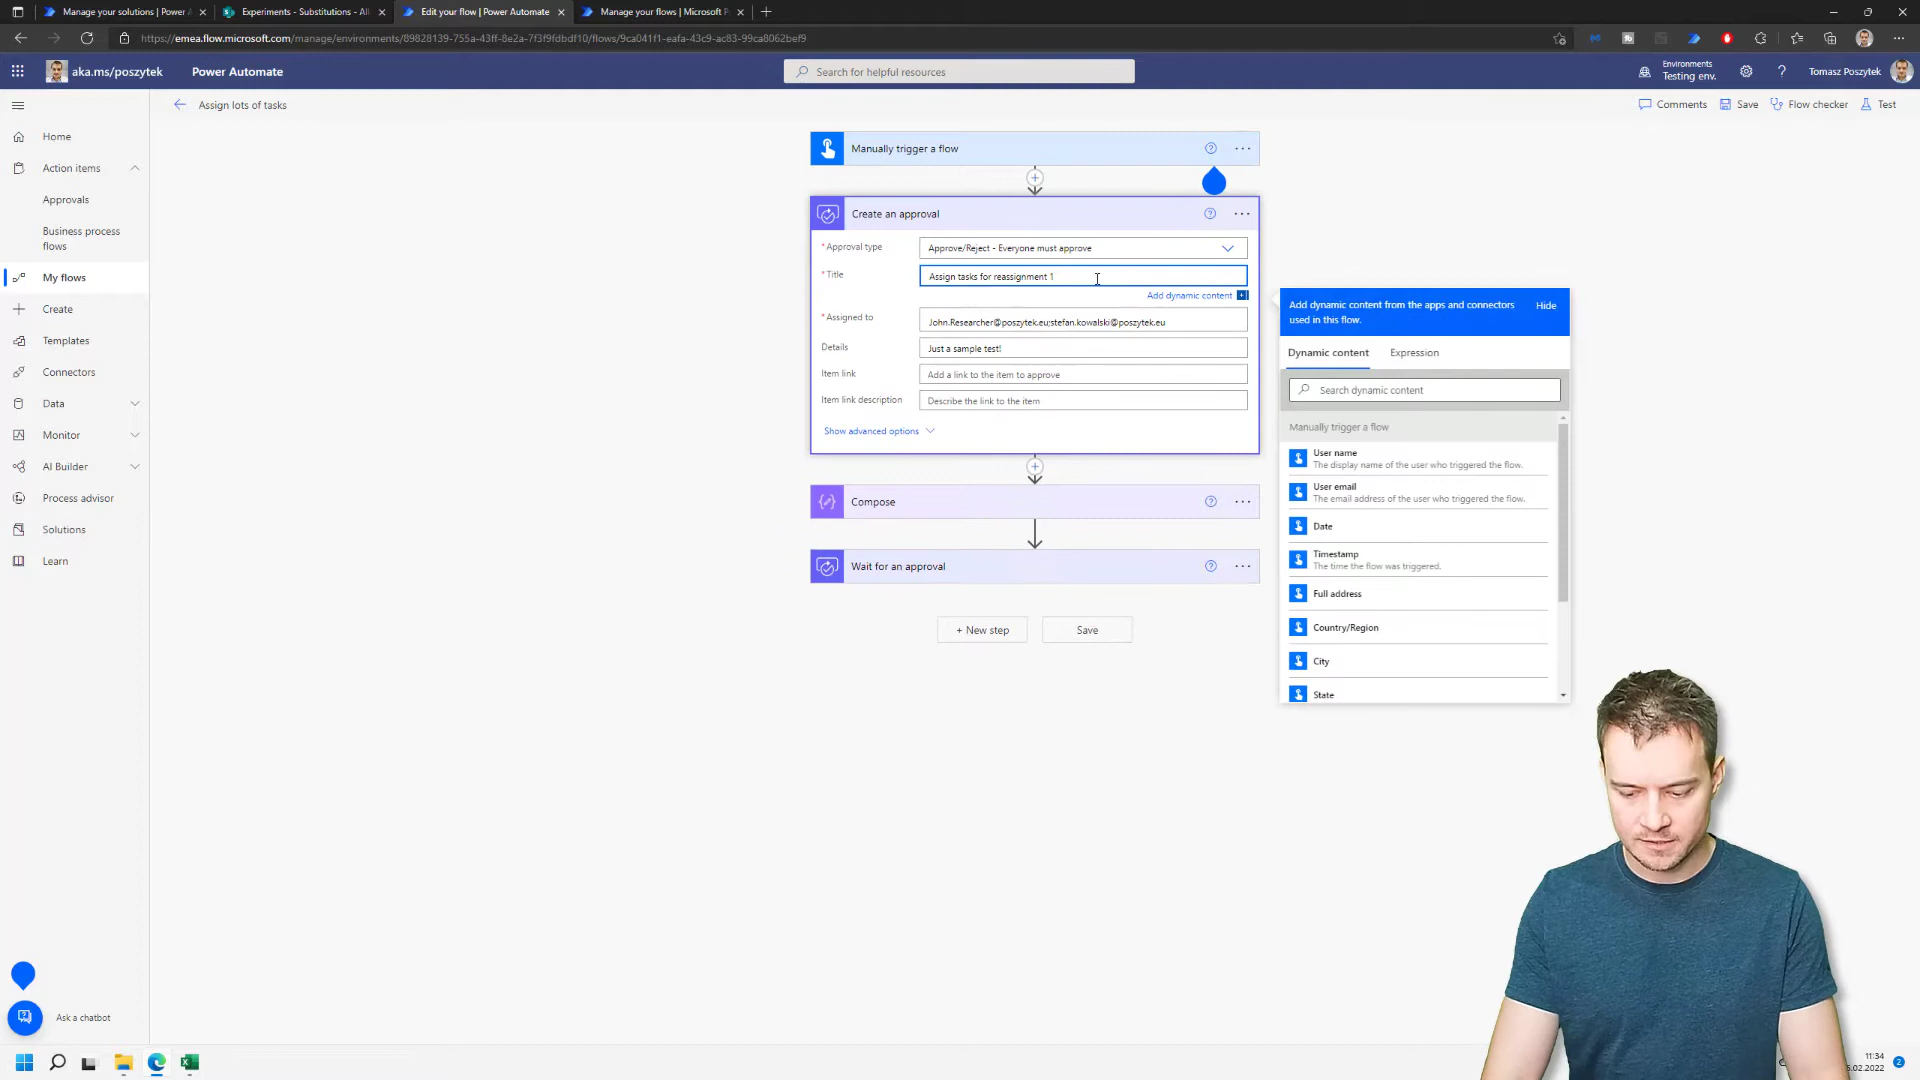 Manage your solutions | Power A
Experiments - Substitutions - All
Edit your flow | Power Automate
Manage your flows | Microsoft P
https://emea.flow.microsoft.com/manage/environments/89828139-755a-43ff-8e2a-7f3f9fdbdf10/flows/9ca041f1-eafa-43c9-ac83-99ca8062bef9
aka.ms/poszytek
Power Automate
Search for helpful resources
Environments
Testing env.
Tomasz Poszytek
Assign lots of tasks
Comments
Save
Flow checker
Test
Home
Action items
Approvals
Business process
flows
My flows
Create
Templates
Connectors
Data
Monitor
AI Builder
Process advisor
Solutions
Learn
Ask a chatbot
Manually trigger a flow
Create an approval
* Approval type
Approve/Reject - Everyone must approve
* Title
Assign tasks for reassignment 1
Add dynamic content
* Assigned to
John.Researcher@poszytek.eu;stefan.kowalski@poszytek.eu
Details
Just a sample test!
Item link
Add a link to the item to approve
Item link description
Describe the link to the item
Show advanced options
Compose
Wait for an approval
+ New step
Save
Add dynamic content from the apps and connectors
used in this flow.
Hide
Dynamic content
Expression
Search dynamic content
Manually trigger a flow
User name
The display name of the user who triggered the flow.
User email
The email address of the user who triggered the flow.
Date
Timestamp
The time the flow was triggered.
Full address
Country/Region
City
State
11:34
5.02.2022
2